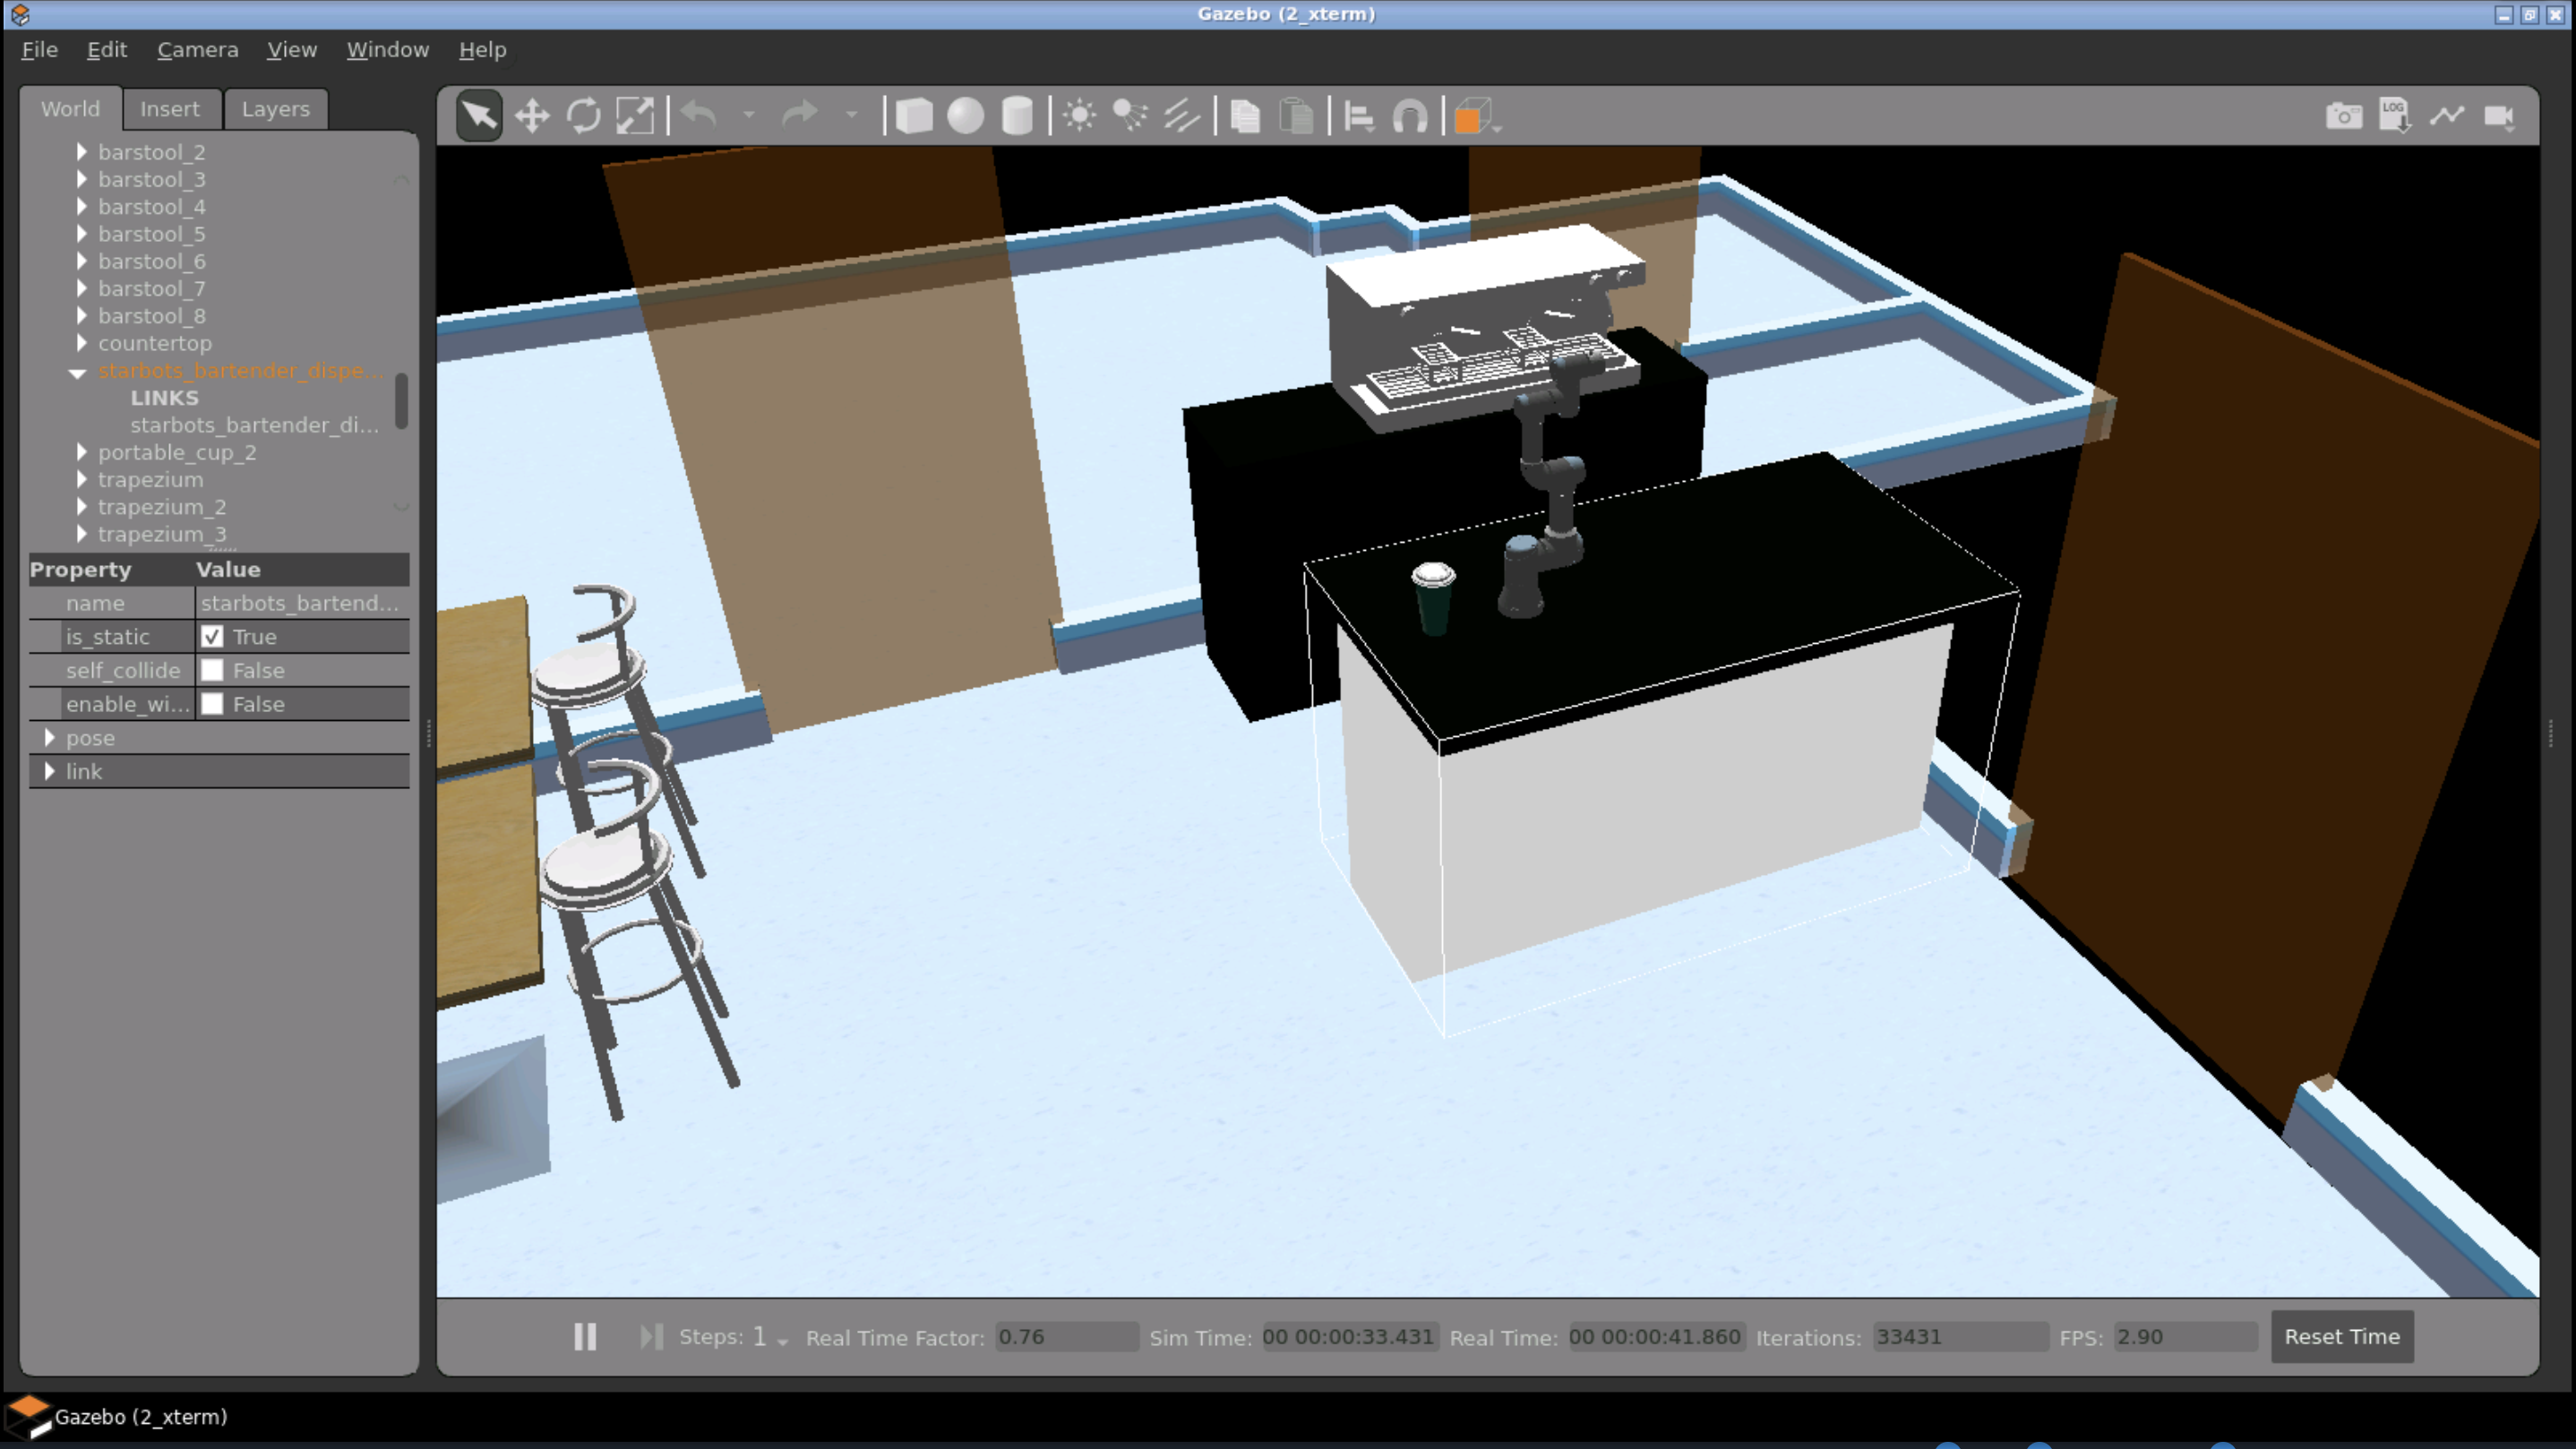 Gazebo (2_xterm)
File Edit Camera View Window Help
World Insert Layers
LOG
barstool_2
barstool_3
barstool_4
barstool_5
barstool_6
barstool_7
barstool_8
countertop
starbots_bartender_dispe...
LINKS
starbots_bartender_di...
portable_cup_2
trapezium
trapezium_2
trapezium_3
Property Value
name starbots_bartend...
is_static True
self_collide False
enable_wi... False
pose
link
Steps: 1 Real Time Factor: 0.76 Sim Time: 00 00:00:33.431 Real Time: 00 00:00:41.860 Iterations: 33431 FPS: 2.90 Reset Time
Gazebo (2_xterm)